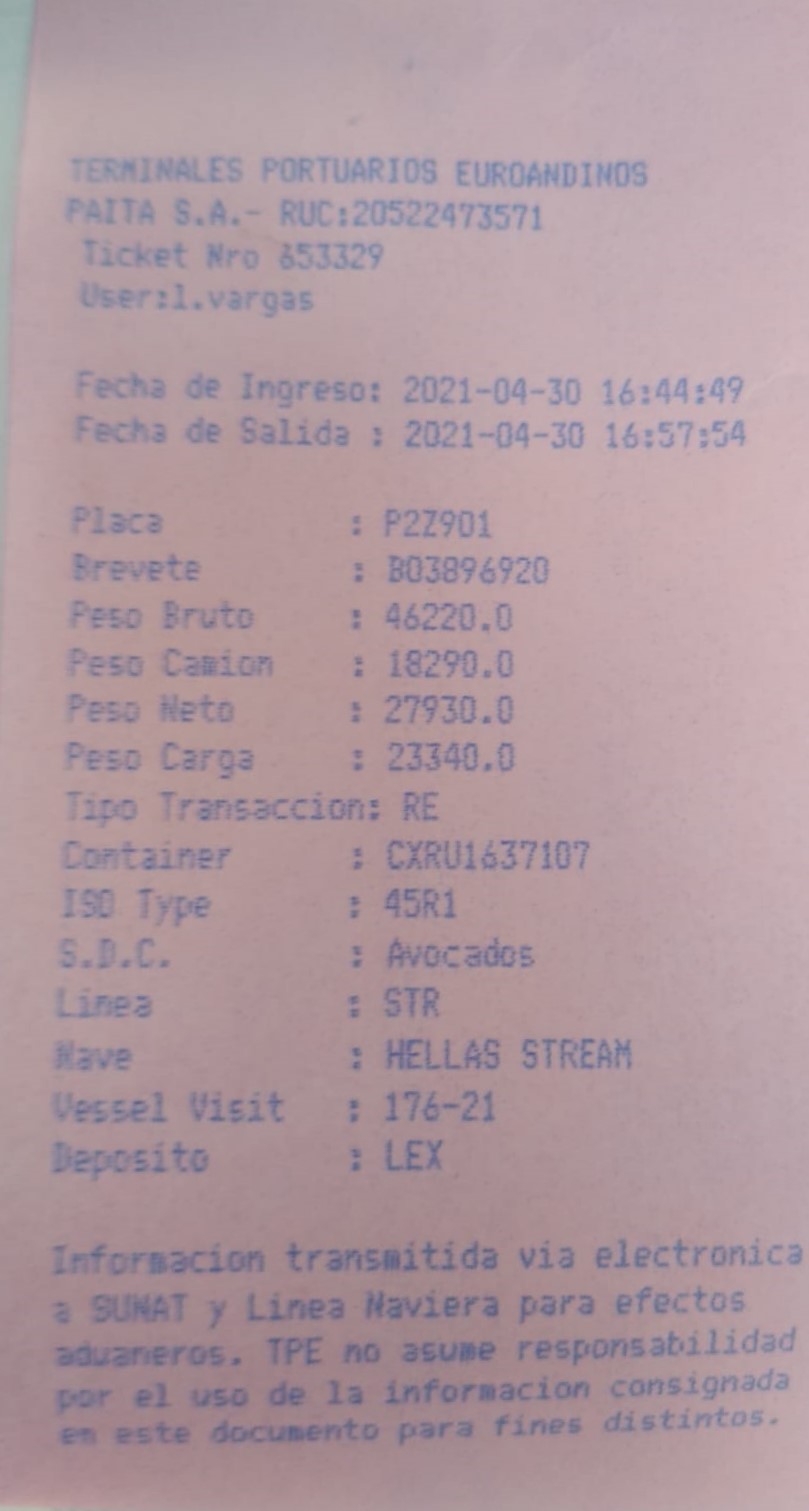 TERMINALES PORTUARIOS EUROANDINOS
PAITA S.A.- RUC:20522473571
Ticket Nro 653329
User:l.vargas
Fecha de Ingreso: 2021-04-30 16:44:49
Fecha de Salida : 2021-04-30 16:57:54
Placa : P2Z901
Brevete : B03896920
Peso Bruto : 46220.0
Peso Camion : 18290.0
Peso Neto : 27930.0
Peso Carga : 23340.0
Tipo Transaccion: RE
Container : CXRU1637107
ISO Type : 45R1
S.D.C. : Avocados
Linea : STR
Nave : HELLAS STREAM
Vessel Visit : 176-21
Deposito : LEX
Informacion transmitida via electronica
a SUNAT y Linea Naviera para efectos
aduaneros. TPE no asume responsabilidad
por el uso de la informacion consignada
en este documento para fines distintos.